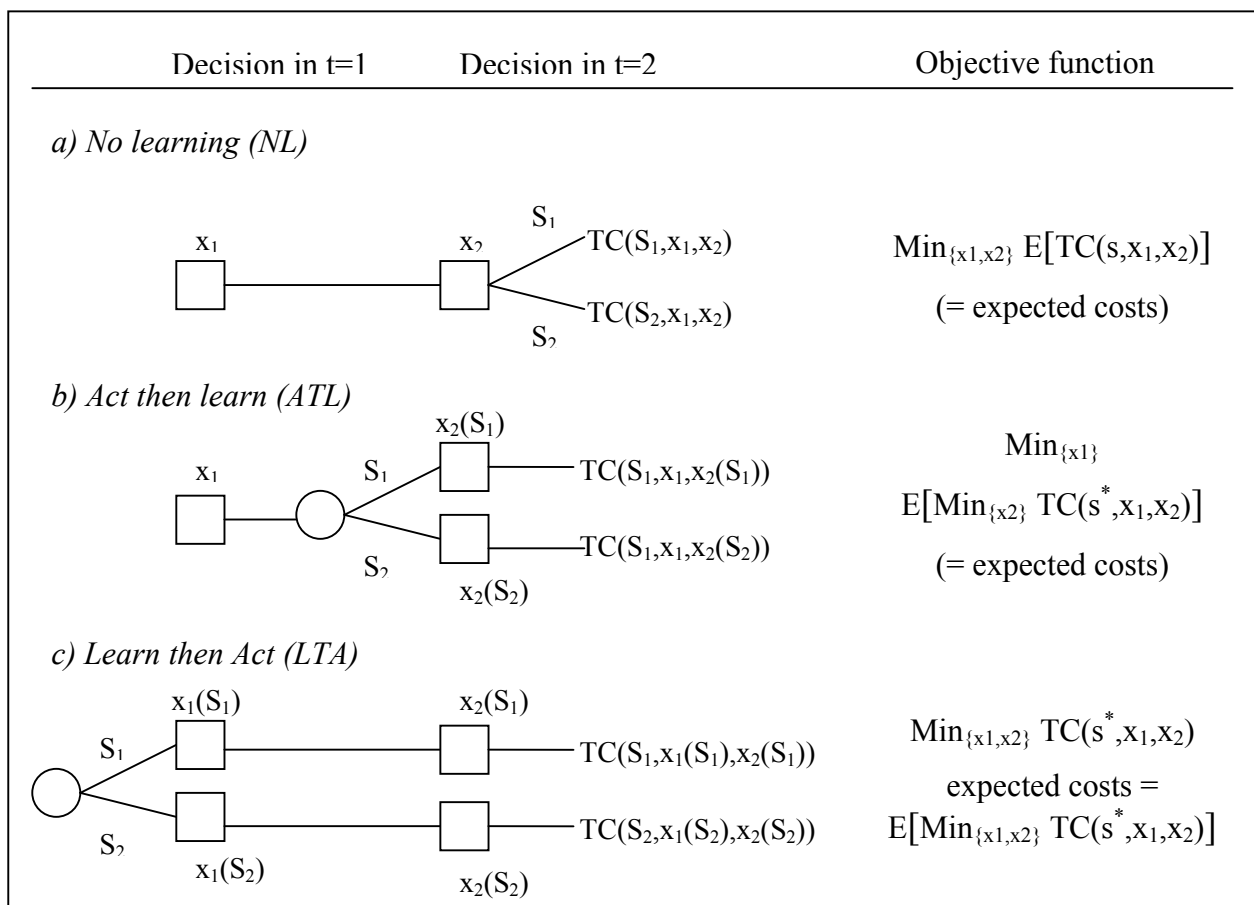 Decision in t=1 Decision in t=2 Objective function
a) No learning (NL)
x₁ x₂ S₁ TC(S₁,x₁,x₂) Min{x1,x2} E[TC(s,x₁,x₂)]
S₂ TC(S₂,x₁,x₂) (= expected costs)
b) Act then learn (ATL)
x₂(S₁) Min{x1}
x₁ S₁ TC(S₁,x₁,x₂(S₁)) E[Min{x2} TC(s*,x₁,x₂)]
S₂ TC(S₁,x₁,x₂(S₂)) (= expected costs)
x₂(S₂)
c) Learn then Act (LTA)
x₁(S₁) x₂(S₁) Min{x1,x2} TC(s*,x₁,x₂)
S₁ TC(S₁,x₁(S₁),x₂(S₁)) expected costs =
S₂ TC(S₂,x₁(S₂),x₂(S₂)) E[Min{x1,x2} TC(s*,x₁,x₂)]
x₁(S₂) x₂(S₂)